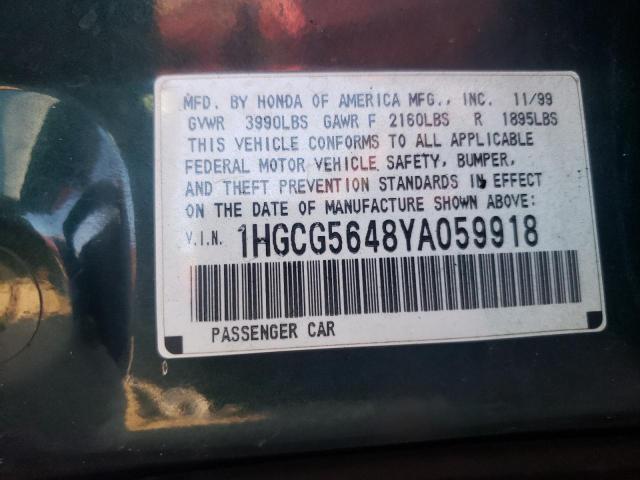 MFD. BY HONDA OF AMERICA MFG., INC. 11/99
GVWR 3990LBS GAWR F 2160LBS R 1895LBS
THIS VEHICLE CONFORMS TO ALL APPLICABLE
FEDERAL MOTOR VEHICLE SAFETY, BUMPER,
AND THEFT PREVENTION STANDARDS IN EFFECT
ON THE DATE OF MANUFACTURE SHOWN ABOVE:
V.I.N. 1HGCG5648YA059918
PASSENGER CAR